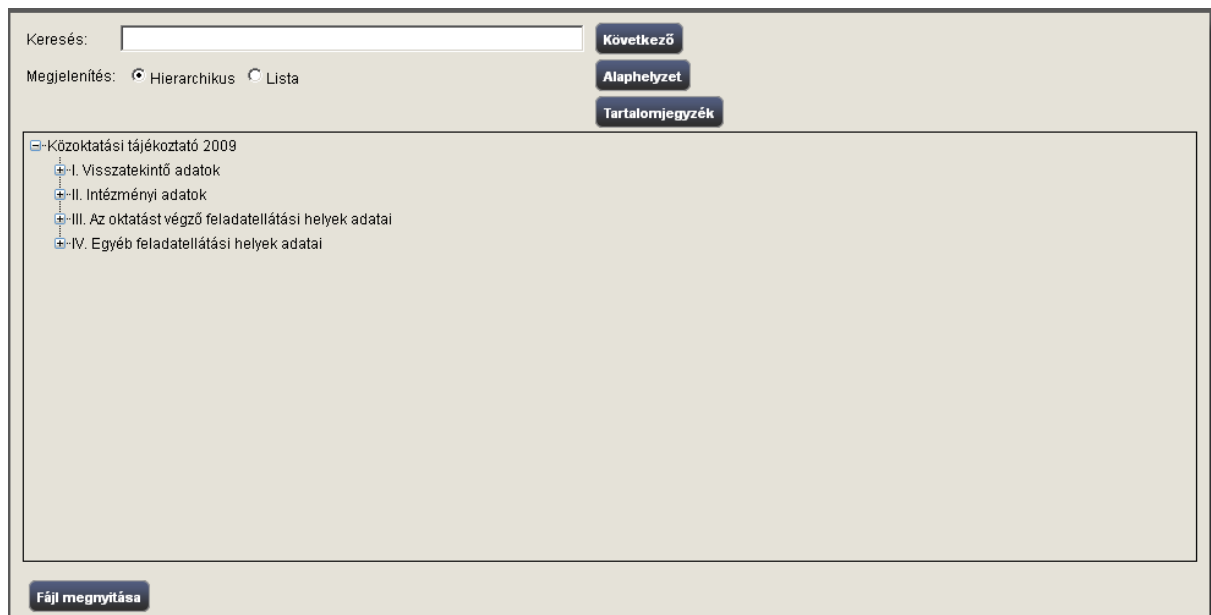 Keresés:
Következő
Megjelenítés: Hierarchikus Lista
Alaphelyzet
Tartalomjegyzék
Közoktatási tájékoztató 2009
I. Visszatekintő adatok
II. Intézményi adatok
III. Az oktatást végző feladatellátási helyek adatai
IV. Egyéb feladatellátási helyek adatai
Fájl megnyitása